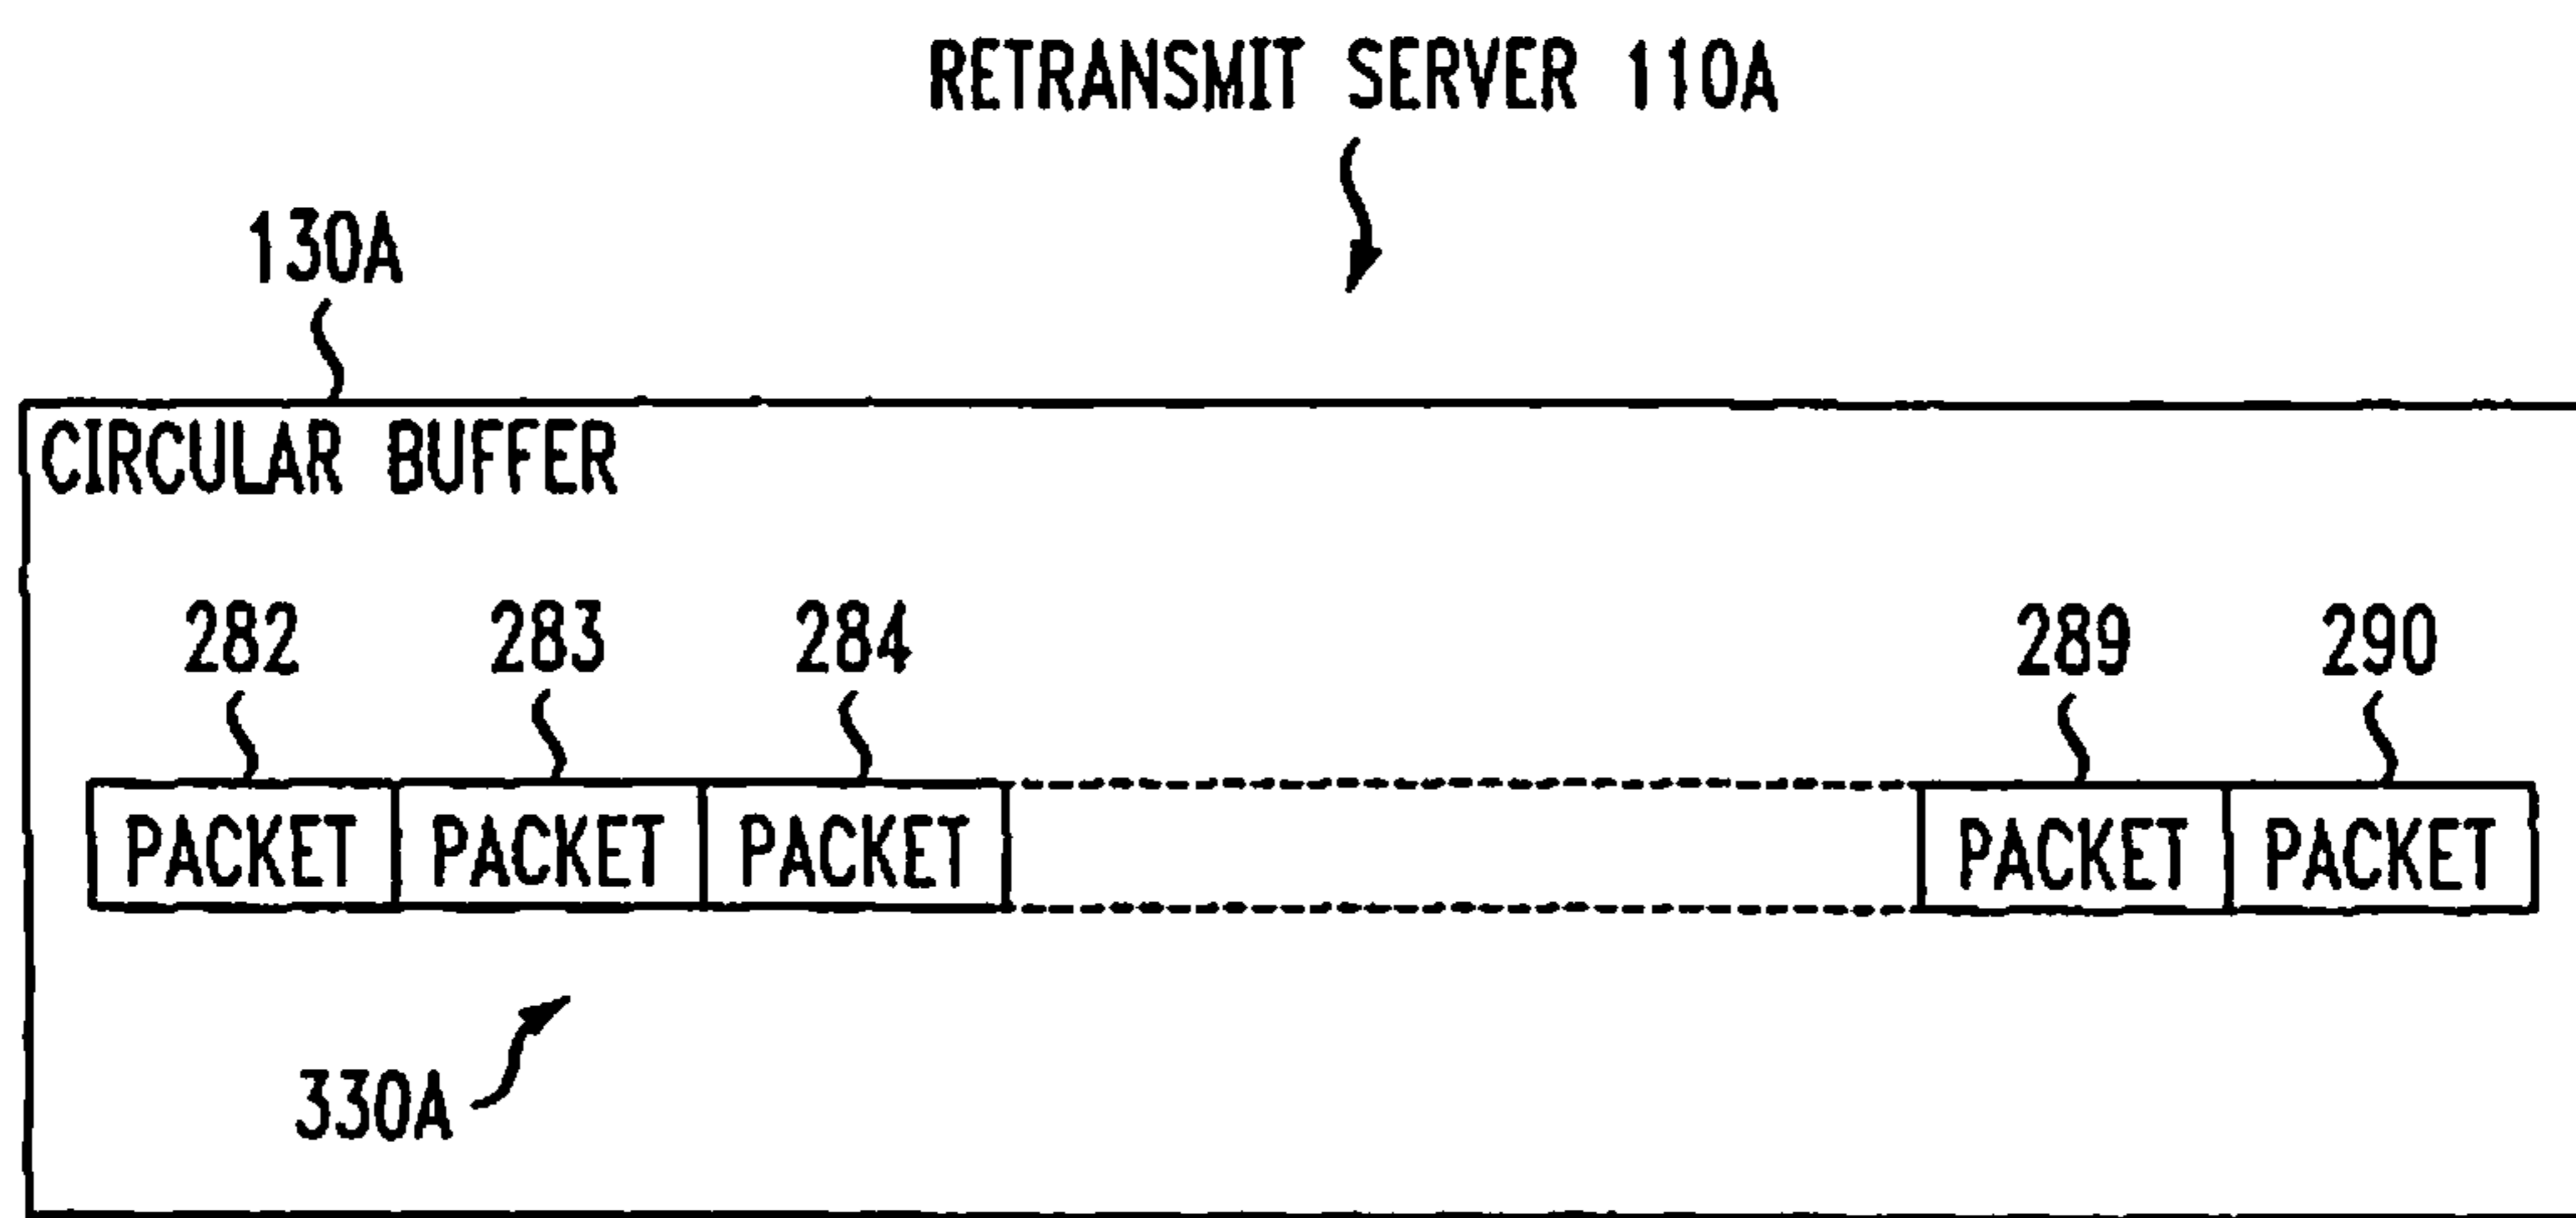 RETRANSMIT SERVER 110A
130A
CIRCULAR BUFFER
282 283 284 289 290
PACKET PACKET PACKET PACKET PACKET
330A